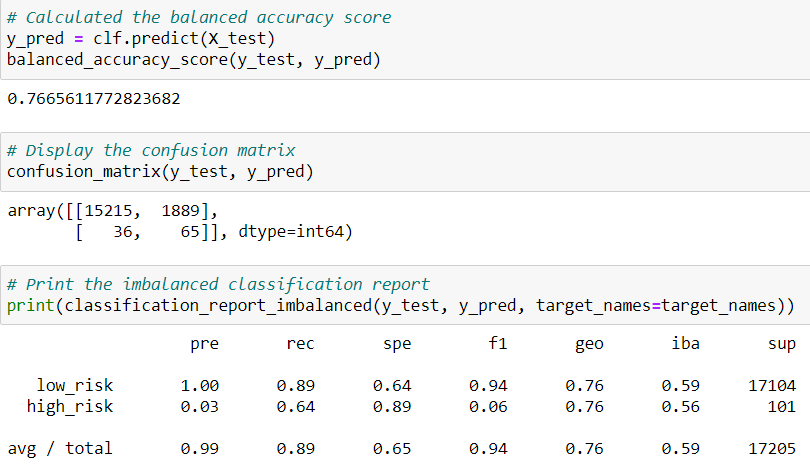 # Calculated the balanced accuracy score
y_pred = clf.predict(X_test)
balanced_accuracy_score(y_test, y_pred)
0.7665611772823682
# Display the confusion matrix
confusion_matrix(y_test, y_pred)
array([[15215,  1889],
       [   36,    65]], dtype=int64)
# Print the imbalanced classification report
print(classification_report_imbalanced(y_test, y_pred, target_names=target_names))
pre rec spe f1 geo iba sup
low_risk 1.00 0.89 0.64 0.94 0.76 0.59 17104
high_risk 0.03 0.64 0.89 0.06 0.76 0.56 101
avg / total 0.99 0.89 0.65 0.94 0.76 0.59 17205